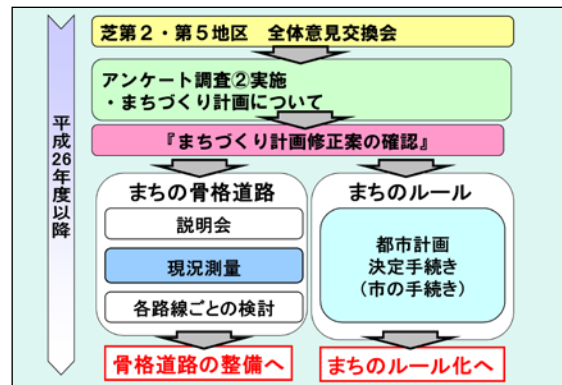 芝第２・第５地区　全体意見交換会
アンケート調査②実施
・まちづくり計画について
『まちづくり計画修正案の確認』
平成26年度以降
まちの骨格道路
説明会
現況測量
各路線ごとの検討
骨格道路の整備へ
まちのルール
都市計画
決定手続き
（市の手続き）
まちのルール化へ